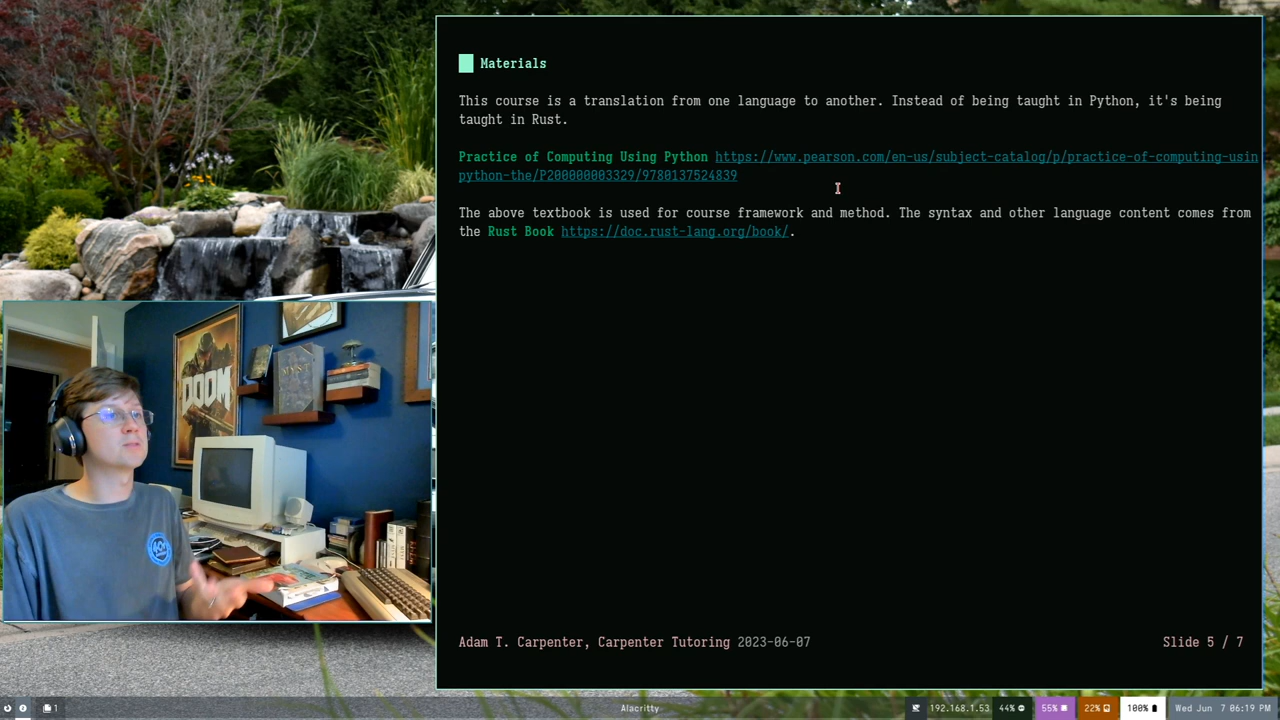 Materials
This course is a translation from one language to another. Instead of being taught in Python, it's being
taught in Rust.
Practice of Computing Using Python https://www.pearson.com/en-us/subject-catalog/p/practice-of-computing-usin
python-the/P200000003329/9780137524839
The above textbook is used for course framework and method. The syntax and other language content comes from
the Rust Book https://doc.rust-lang.org/book/.
DOOM
MYST
Adam T. Carpenter, Carpenter Tutoring 2023-06-07
Slide 5 / 7
1
Alacritty
192.168.1.53
44%
55%
22%
100%
Wed Jun 7 06:19 PM